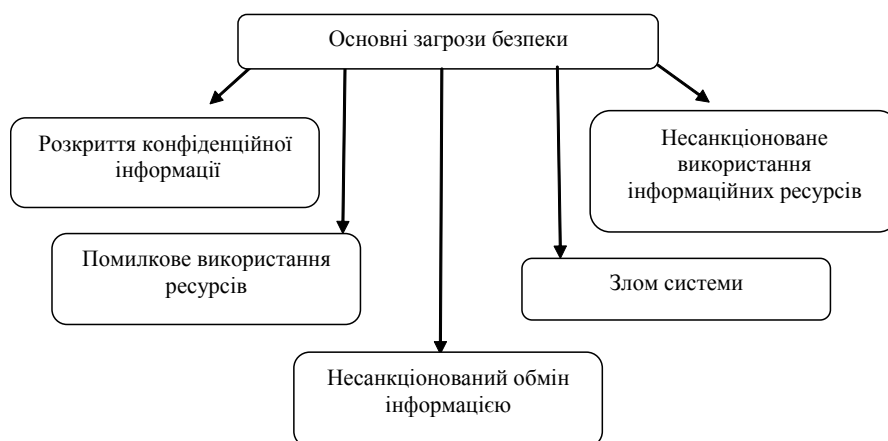 Основні загрози безпеки
Розкриття конфіденційної
інформації
Несанкціоноване
використання
інформаційних ресурсів
Помилкове використання
ресурсів
Злом системи
Несанкціонований обмін
інформацією